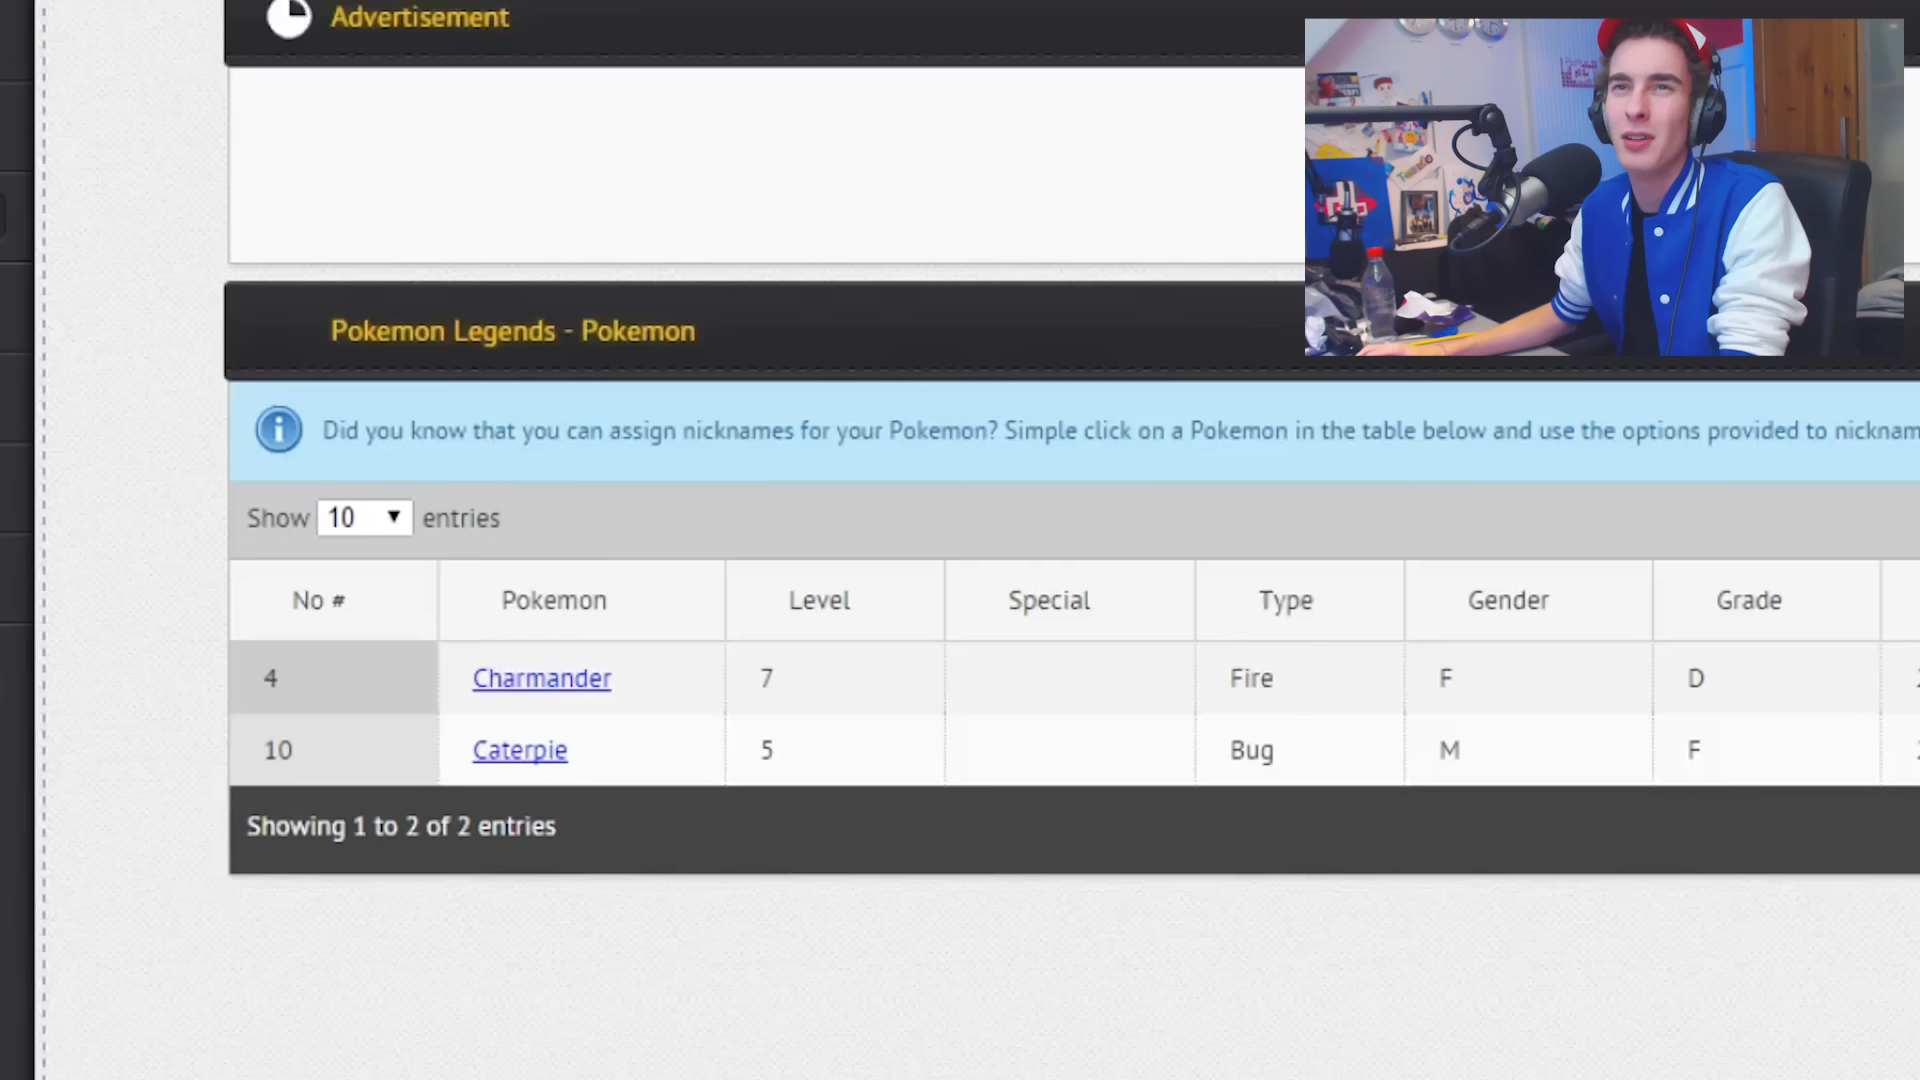 Advertisement
Pokemon Legends - Pokemon
Did you know that you can assign nicknames for your Pokemon? Simple click on a Pokemon in the table below and use the options provided to
Show 10 entries
No # Pokemon Level Special Type Gender Grade
4 Charmander 7 Fire F D
10 Caterpie 5 Bug M F
Showing 1 to 2 of 2 entries